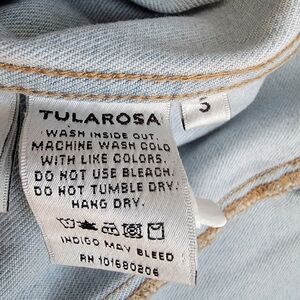 TULAROSA
S
WASH INSIDE OUT.
MACHINE WASH COLD
WITH LIKE COLORS.
DO NOT USE BLEACH.
DO NOT TUMBLE DRY.
HANG DRY.
INDIGO MAY BLEED
RN 101680206